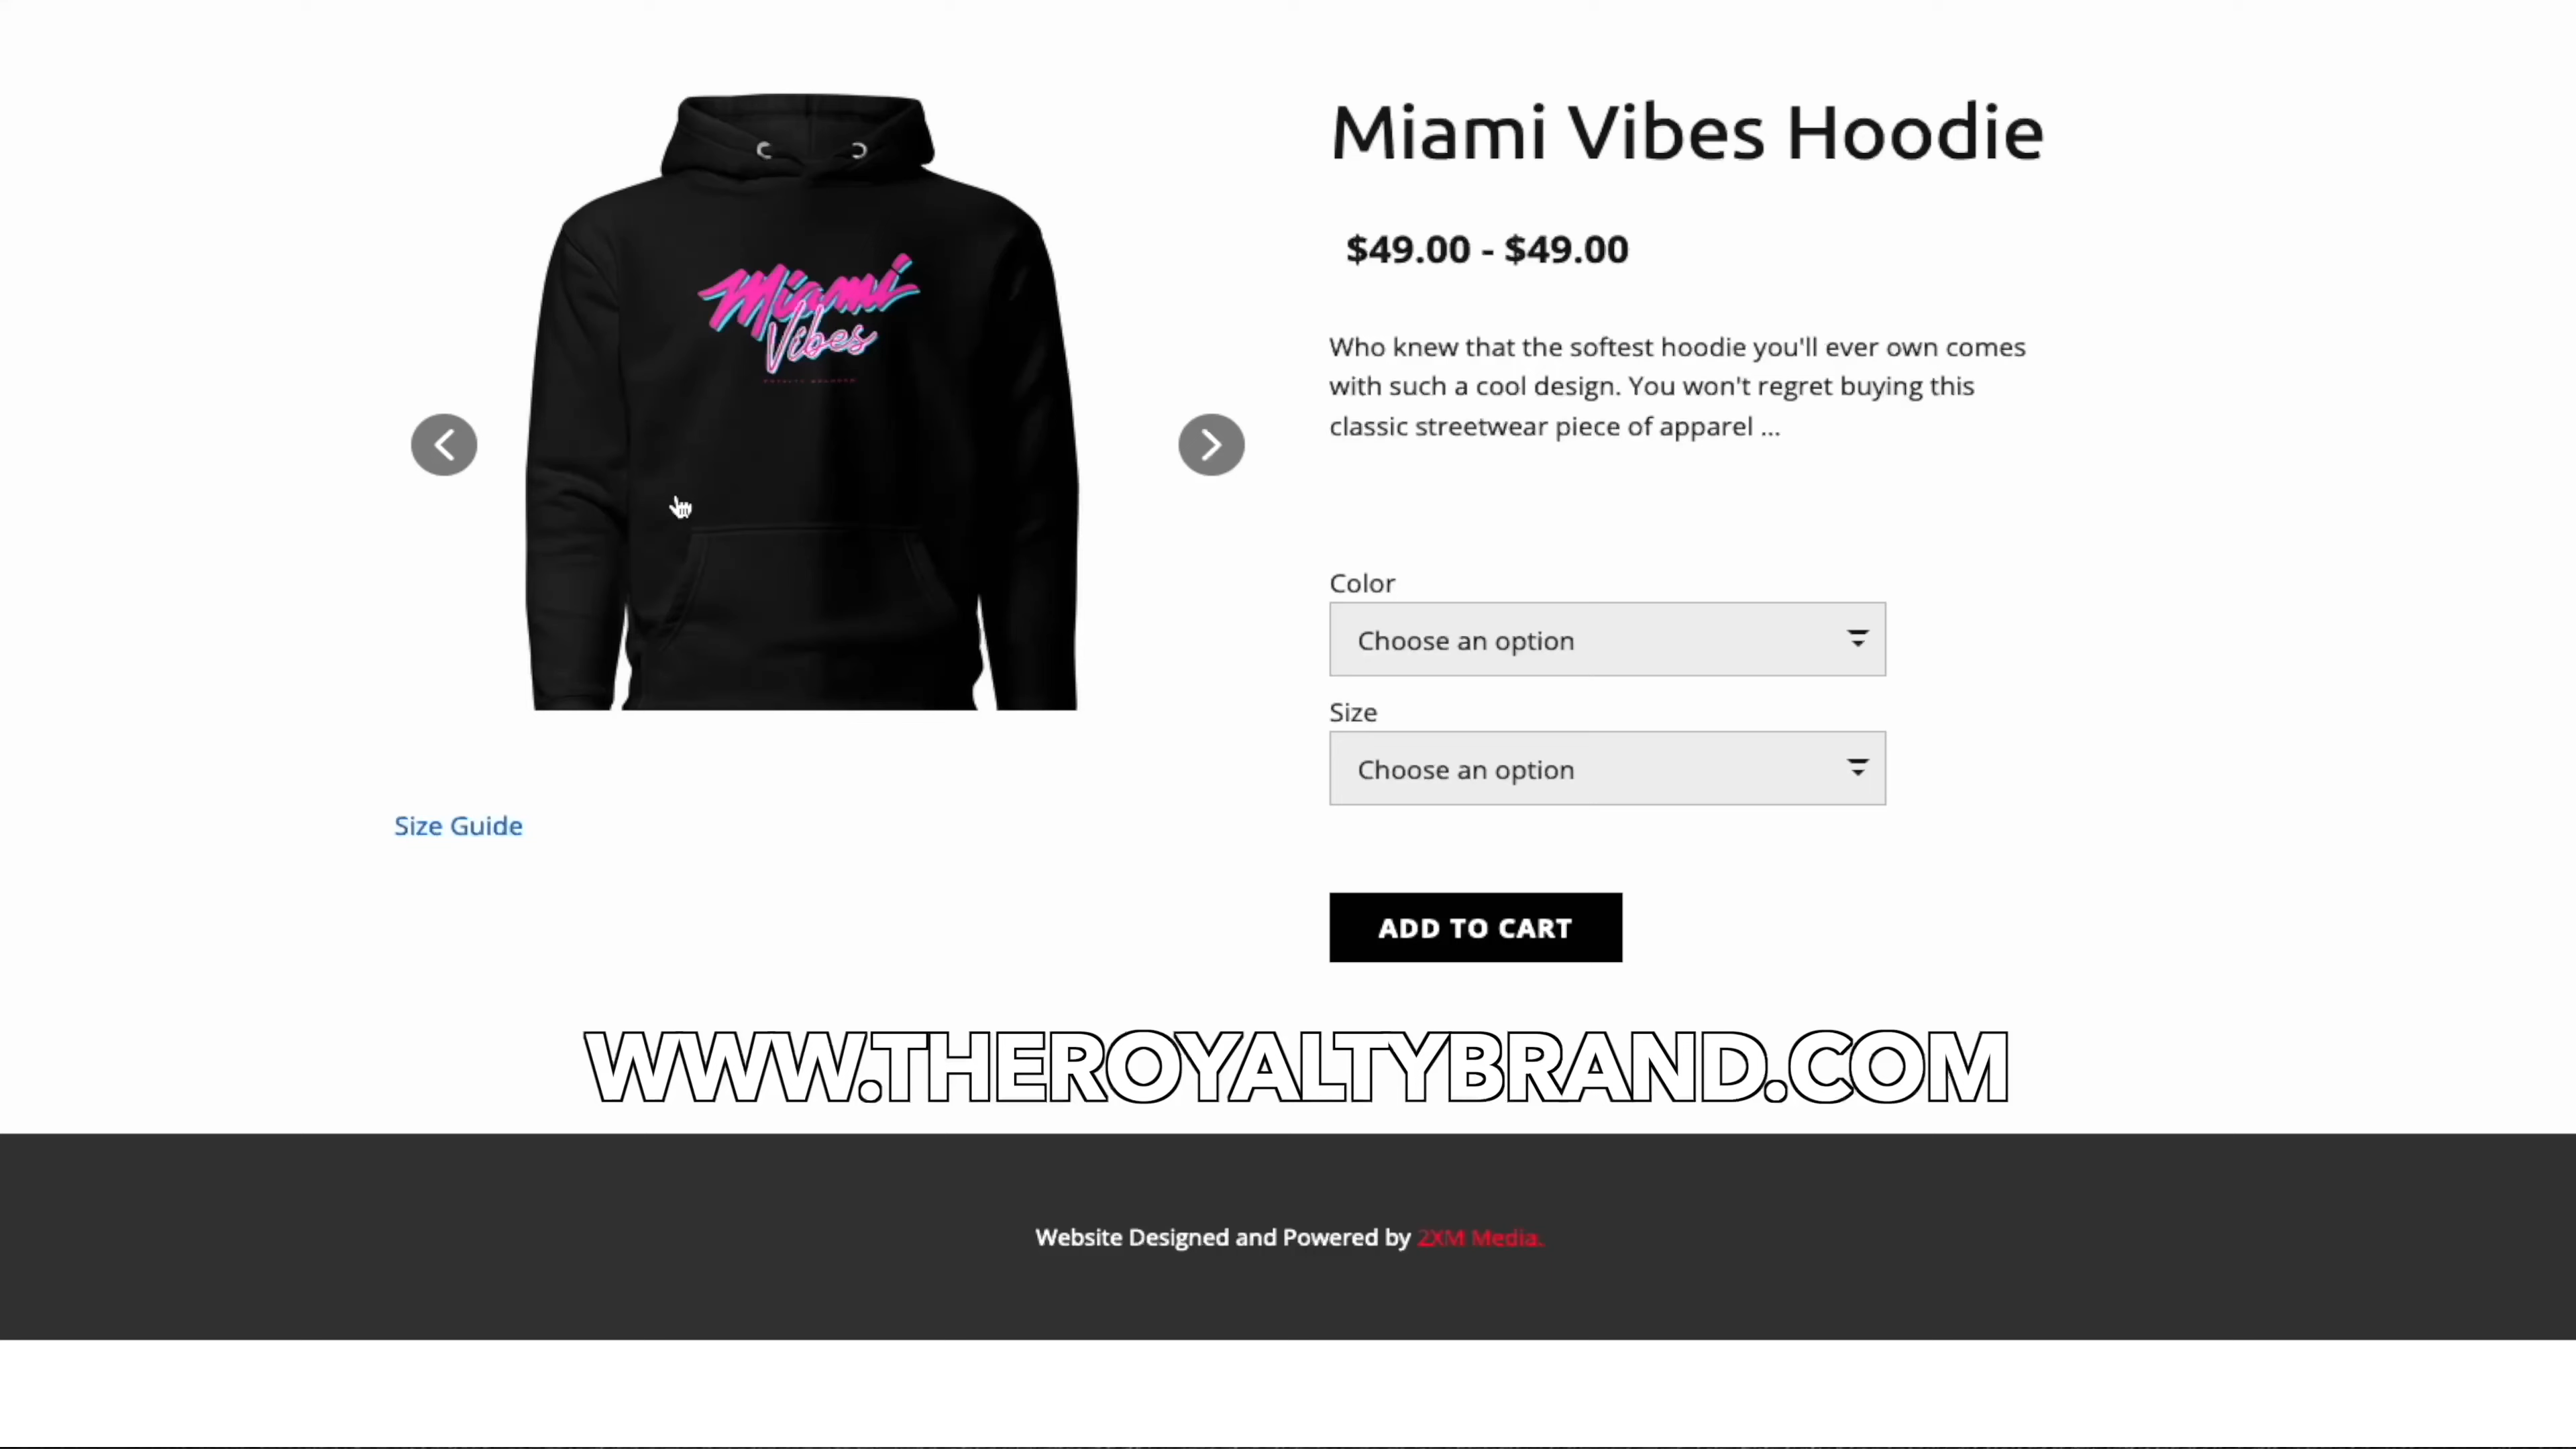 Miami Vibes Hoodie
$49.00 - $49.00
Who knew that the softest hoodie you'll ever own comes
with such a cool design. You won't regret buying this
classic streetwear piece of apparel ...
Miami
Vibes
Color
Choose an option
Size
Choose an option
Size Guide
ADD TO CART
WWW.THEROYALTYBRAND.COM
Website Designed and Powered by 2XM Media.